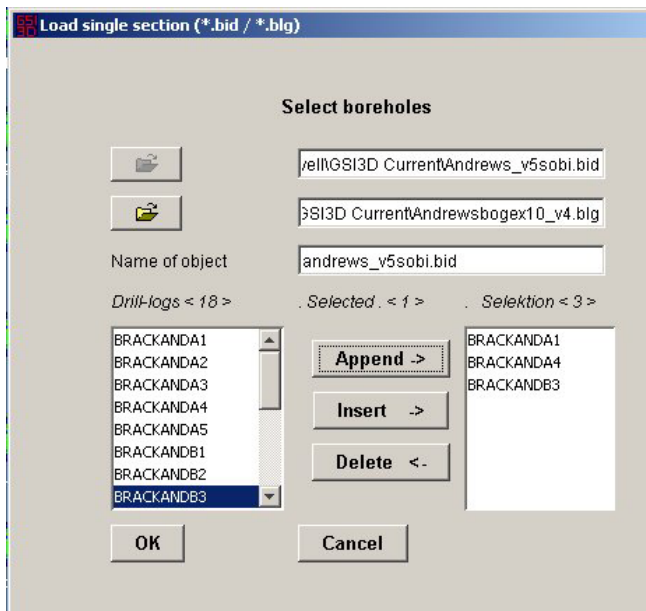 GSI3D Load single section (*.bid / *.blg)
Select boreholes
vell\GSI3D Current\Andrews_v5sobi.bid
GSI3D Current\Andrewsbogex10_v4.blg
Name of object andrews_v5sobi.bid
Drill-logs < 18 > . Selected . < 1 > . Selektion < 3 >
BRACKANDA1
BRACKANDA2
BRACKANDA3
BRACKANDA4
BRACKANDA5
BRACKANDB1
BRACKANDB2
BRACKANDB3
Append ->
Insert ->
Delete <-
BRACKANDA1
BRACKANDA4
BRACKANDB3
OK Cancel